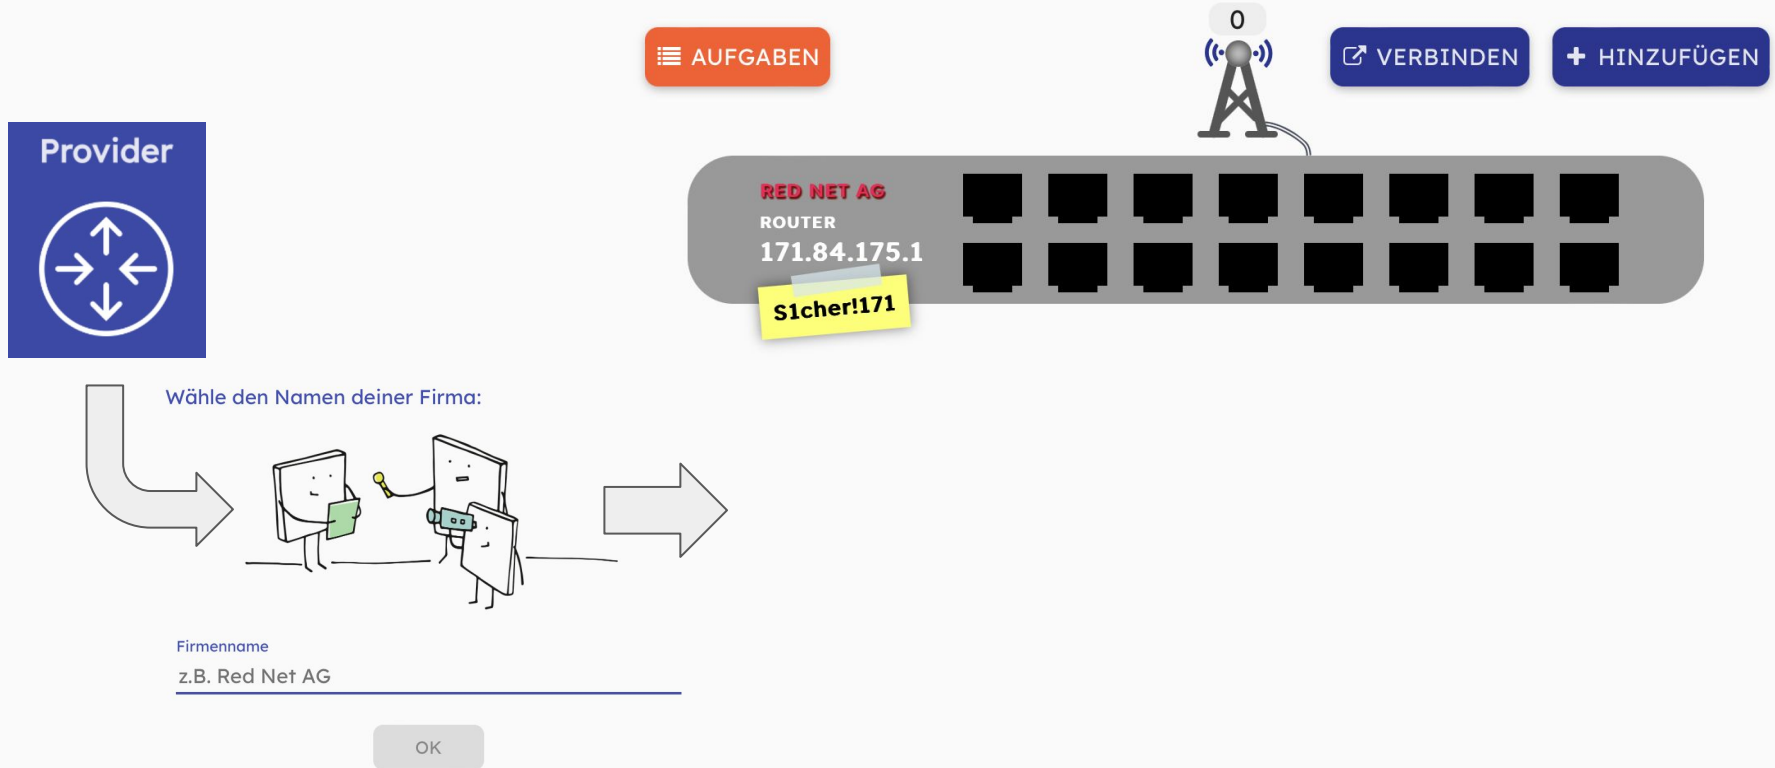 0
AUFGABEN
VERBINDEN
HINZUFÜGEN
Provider
RED NET AG
ROUTER
171.84.175.1
S1cher!171
Wähle den Namen deiner Firma:
Firmenname
z.B. Red Net AG
OK